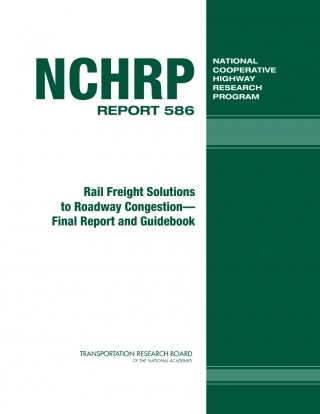 NCHRP
REPORT 586
NATIONAL
COOPERATIVE
HIGHWAY
RESEARCH
PROGRAM
Rail Freight Solutions
to Roadway Congestion—
Final Report and Guidebook
TRANSPORTATION RESEARCH BOARD
OF THE NATIONAL ACADEMIES